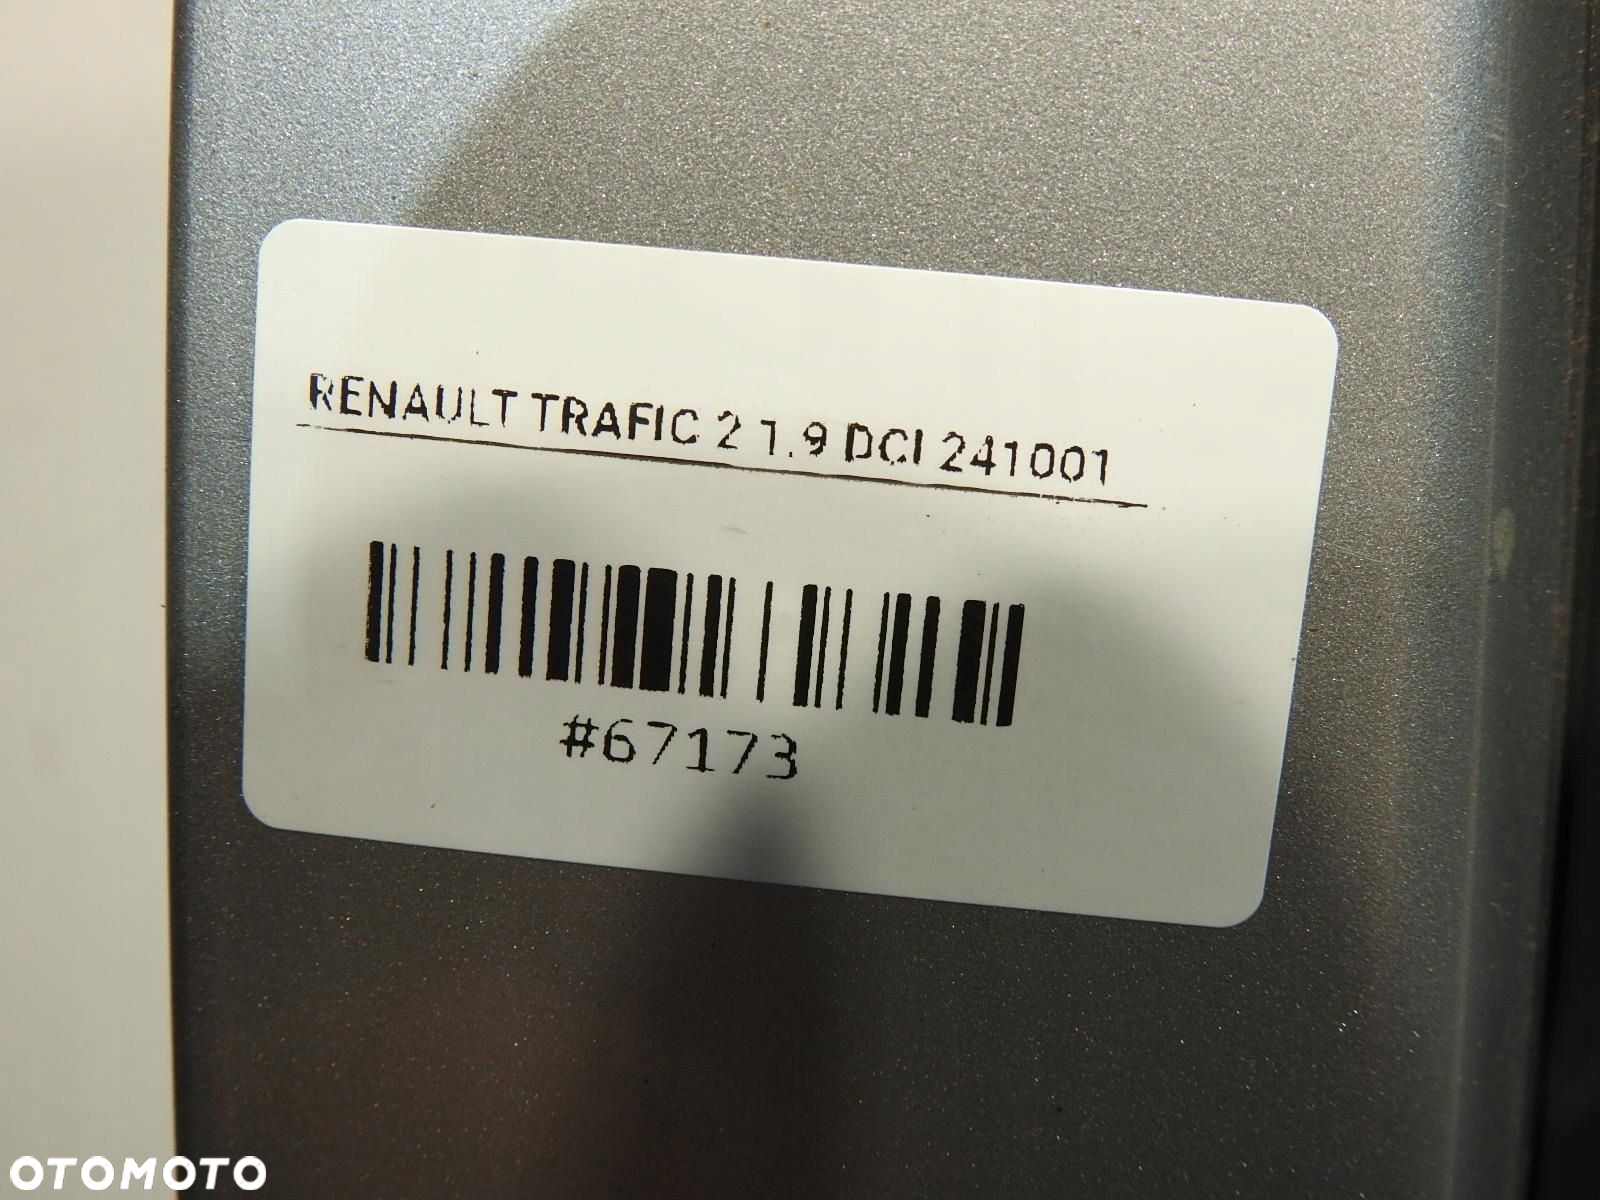 RENAULT TRAFIC 2 1.9 DCI 241001
#67173
OTOMOTO